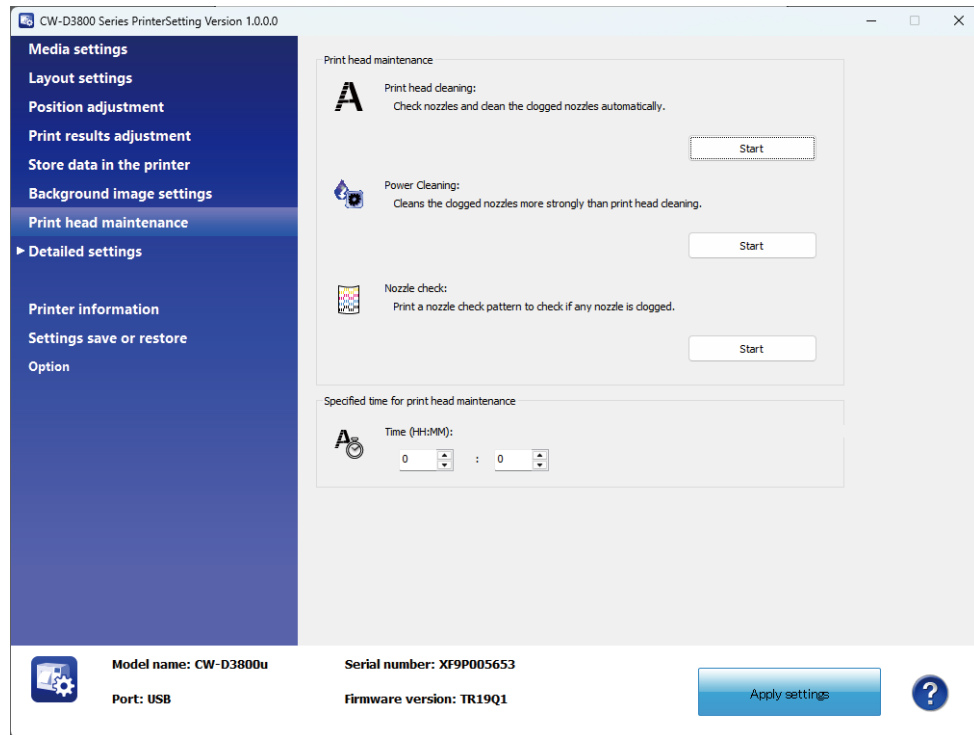 CW-D3800 Series PrinterSetting Version 1.0.0.0
Media settings
Layout settings
Position adjustment
Print results adjustment
Store data in the printer
Background image settings
Print head maintenance
Detailed settings
Printer information
Settings save or restore
Option
Print head maintenance
Print head cleaning:
Check nozzles and clean the clogged nozzles automatically.
Start
Power Cleaning:
Cleans the clogged nozzles more strongly than print head cleaning.
Start
Nozzle check:
Print a nozzle check pattern to check if any nozzle is clogged.
Start
Specified time for print head maintenance
Time (HH:MM):
0 : 0
Model name: CW-D3800u
Serial number: XF9P005653
Port: USB
Firmware version: TR19Q1
Apply settings
?